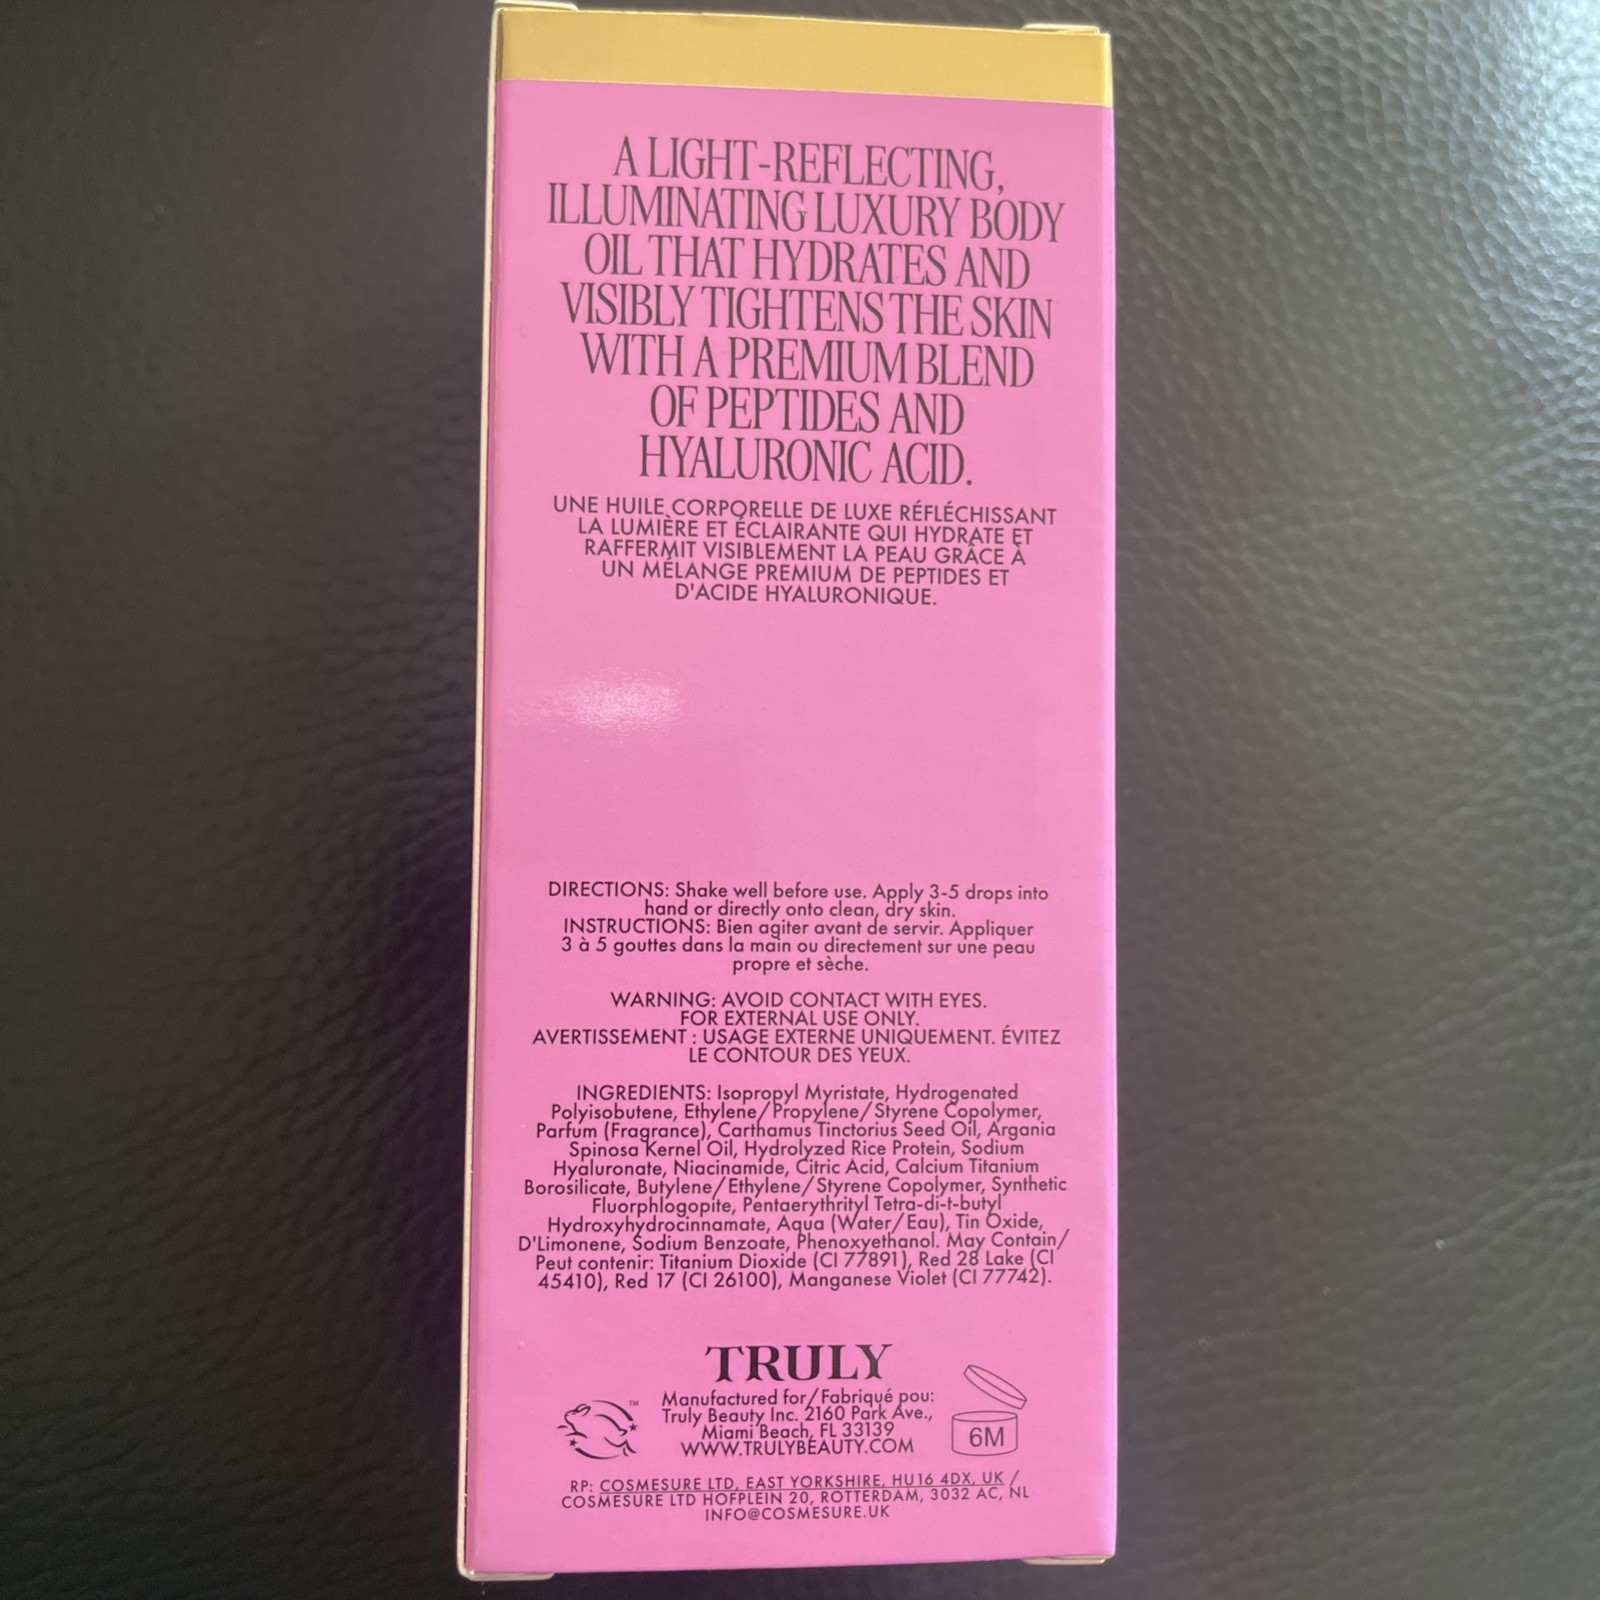 A LIGHT-REFLECTING,
ILLUMINATING LUXURY BODY
OIL THAT HYDRATES AND
VISIBLY TIGHTENS THE SKIN
WITH A PREMIUM BLEND
OF PEPTIDES AND
HYALURONIC ACID.
UNE HUILE CORPORELLE DE LUXE RÉFLÉCHISSANT
LA LUMIÈRE ET ÉCLAIRANTE QUI HYDRATE ET
RAFFERMIT VISIBLEMENT LA PEAU GRÂCE À
UN MÉLANGE PREMIUM DE PEPTIDES ET
D'ACIDE HYALURONIQUE.
DIRECTIONS: Shake well before use. Apply 3-5 drops into
hand or directly onto clean, dry skin.
INSTRUCTIONS: Bien agiter avant de servir. Appliquer
3 à 5 gouttes dans la main ou directement sur une peau
propre et sèche.
WARNING: AVOID CONTACT WITH EYES.
FOR EXTERNAL USE ONLY.
AVERTISSEMENT : USAGE EXTERNE UNIQUEMENT. ÉVITEZ
LE CONTOUR DES YEUX.
INGREDIENTS: Isopropyl Myristate, Hydrogenated
Polyisobutene, Ethylene/Propylene/Styrene Copolymer,
Parfum (Fragrance), Carthamus Tinctorius Seed Oil, Argania
Spinosa Kernel Oil, Hydrolyzed Rice Protein, Sodium
Hyaluronate, Niacinamide, Citric Acid, Calcium Titanium
Borosilicate, Butylene/Ethylene/Styrene Copolymer, Synthetic
Fluorphlogopite, Pentaerythrityl Tetra-di-t-butyl
Hydroxyhydrocinnamate, Aqua (Water/Eau), Tin Oxide,
D'Limonene, Sodium Benzoate, Phenoxyethanol. May Contain/
Peut contenir: Titanium Dioxide (CI 77891), Red 28 Lake (CI
45410), Red 17 (CI 26100), Manganese Violet (CI 77742).
TRULY
Manufactured for/Fabriqué pou:
Truly Beauty Inc. 2160 Park Ave.,
Miami Beach, FL 33139
WWW.TRULYBEAUTY.COM
TM
6M
RP: COSMESURE LTD, EAST YORKSHIRE, HU16 4DX, UK /
COSMESURE LTD HOFPLEIN 20, ROTTERDAM, 3032 AC, NL
INFO@COSMESURE.UK